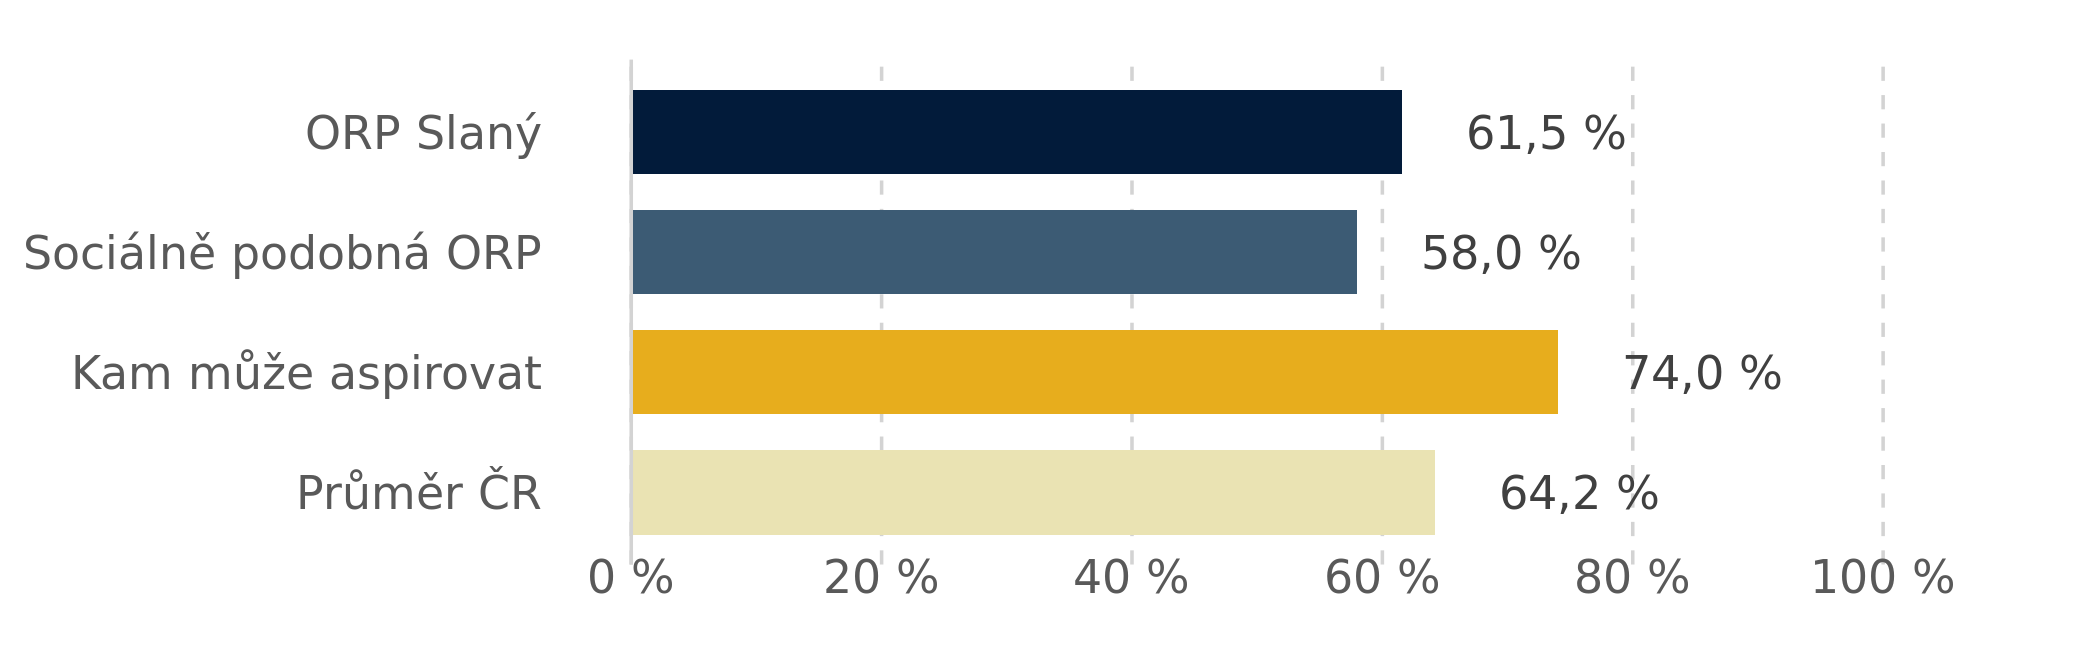 ORP Slaný 61,5 %
Sociálně podobná ORP 58,0 %
Kam může aspirovat 74,0 %
Průměr ČR 64,2 %
0 % 20 % 40 % 60 % 80 % 100 %